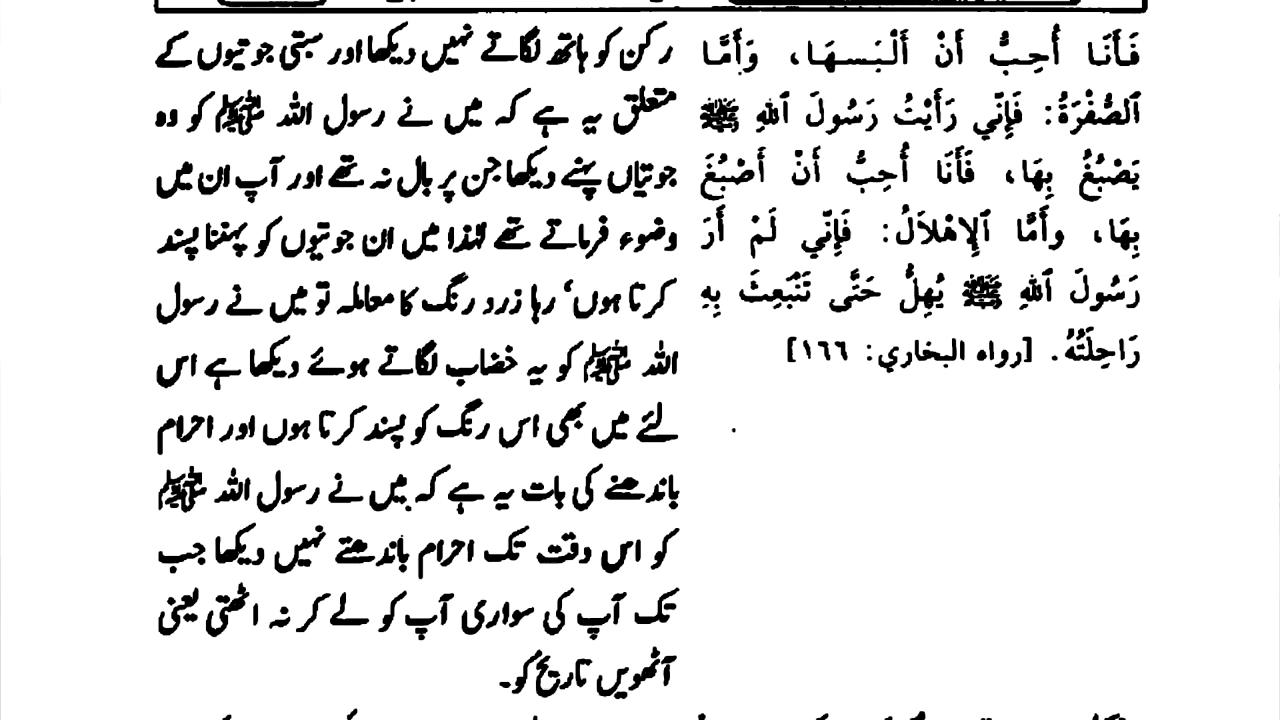 فَأَنَا أُحِبُّ أَنْ أَلْبَسهَا، وَأَمَّا
ٱلصُّفْرَةُ: فَإِنِّي رَأَيْتُ رَسُولَ ٱللهِ ﷺ
يَصْبُغُ بِهَا، فَأَنَا أُحِبُّ أَنْ أَصْبُغَ
بِهَا، وأَمَّا ٱلإِهْلاَلُ: فَإِنِّي لَمْ أَرَ
رَسُولَ ٱللهِ ﷺ يُهِلُّ حَتَّى تَنْبَعِثَ بِهِ
رَاحِلَتُهُ. [رواه البخاري: ١٦٦]
رکن کو ہاتھ لگاتے نہیں دیکھا اور سبتی جوتیوں کے
متعلق یہ ہے کہ میں نے رسول اللہ ﷺ کو وہ
جوتیاں پہنے دیکھا جن پر بال نہ تھے اور آپ ان میں
وضوء فرماتے تھے لہٰذا میں ان جوتیوں کو پہننا پسند
کرتا ہوں‘ رہا زرد رنگ کا معاملہ تو میں نے رسول
اللہ ﷺ کو یہ خضاب لگاتے ہوئے دیکھا ہے اس
لئے میں بھی اس رنگ کو پسند کرتا ہوں اور احرام
باندھنے کی بات یہ ہے کہ میں نے رسول اللہ ﷺ
کو اس وقت تک احرام باندھتے نہیں دیکھا جب
تک آپ کی سواری آپ کو لے کر نہ اٹھتی یعنی
آٹھویں تاریخ کو۔